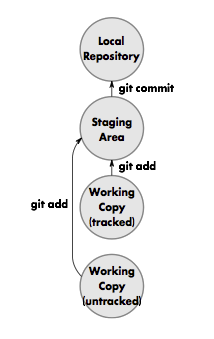 Local
Repository
git commit
Staging
Area
git add
Working
Copy
(tracked)
git add
Working
Copy
(untracked)